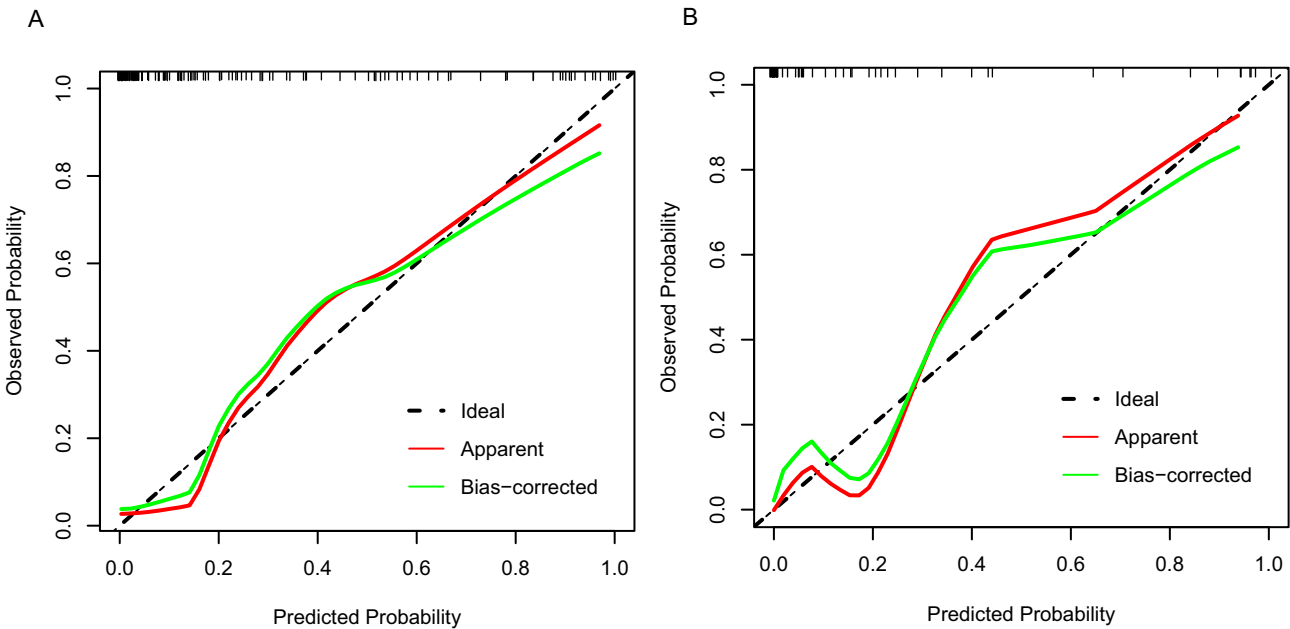 A
Observed Probability
1.0
0.8
0.6
0.4
0.2
0.0
Ideal
Apparent
Bias−corrected
0.0 0.2 0.4 0.6 0.8 1.0
Predicted Probability
B
Observed Probability
1.0
0.8
0.6
0.4
0.2
0.0
Ideal
Apparent
Bias−corrected
0.0 0.2 0.4 0.6 0.8 1.0
Predicted Probability